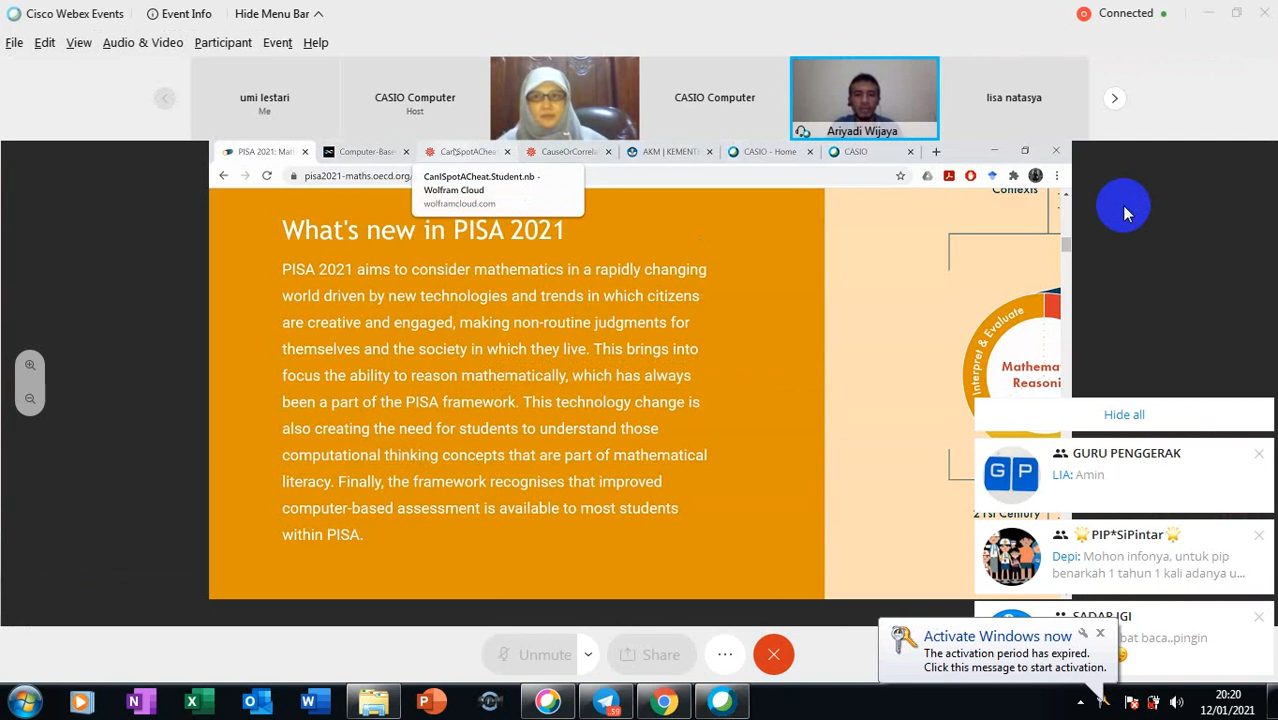 Cisco Webex Events
Event Info
Hide Menu Bar
Connected
File Edit View Audio & Video Participant Event Help
umi lestari
Me
CASIO Computer
Host
CASIO Computer
Ariyadi Wijaya
lisa natasya
PISA 2021: Mat
Computer-Base
CanISpotAChea
CauseOrCorrela
AKM | KEMENT
CASIO - Home
CASIO
pisa2021-maths.oecd.org
CanISpotACheat.Student.nb -
Wolfram Cloud
wolframcloud.com
Contexts
What's new in PISA 2021
PISA 2021 aims to consider mathematics in a rapidly changing
world driven by new technologies and trends in which citizens
are creative and engaged, making non-routine judgments for
themselves and the society in which they live. This brings into
focus the ability to reason mathematically, which has always
been a part of the PISA framework. This technology change is
also creating the need for students to understand those
computational thinking concepts that are part of mathematical
literacy. Finally, the framework recognises that improved
computer-based assessment is available to most students
within PISA.
Interpret & Evaluate
Mathema
Reasoni
21st Century
Hide all
GURU PENGGERAK
GP
LIA: Amin
🌟PIP*SiPintar🌟
Depi: Mohon infonya, untuk pip
benarkah 1 tahun 1 kali adanya u...
SADAR IGI
bat baca..pingin
Activate Windows now
The activation period has expired.
Click this message to start activation.
Unmute
Share
59
20:20
12/01/2021